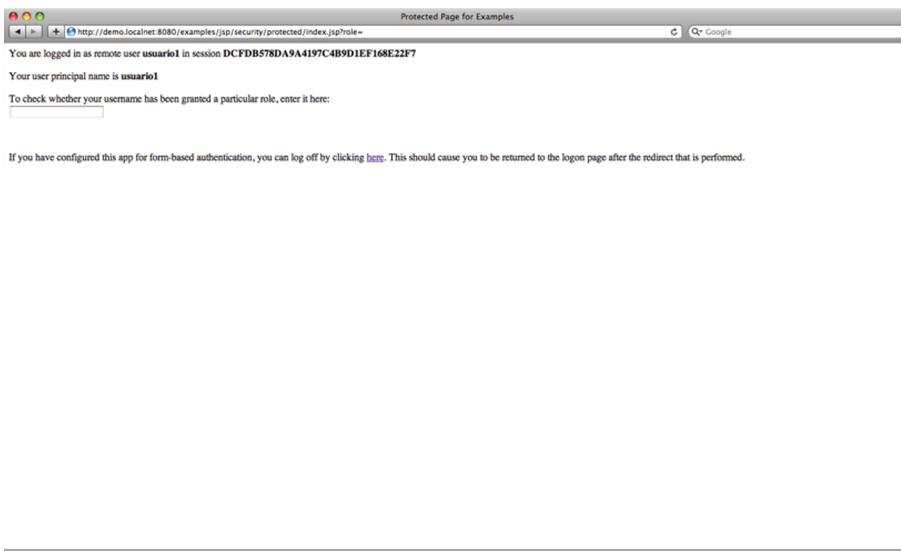 Protected Page for Examples
http://demo.localnet:8080/examples/jsp/security/protected/index.jsp?role=
Google
You are logged in as remote user usuario1 in session DCFDB578DA9A4197C4B9D1EF168E22F7
Your user principal name is usuario1
To check whether your username has been granted a particular role, enter it here:
If you have configured this app for form-based authentication, you can log off by clicking here. This should cause you to be returned to the logon page after the redirect that is performed.